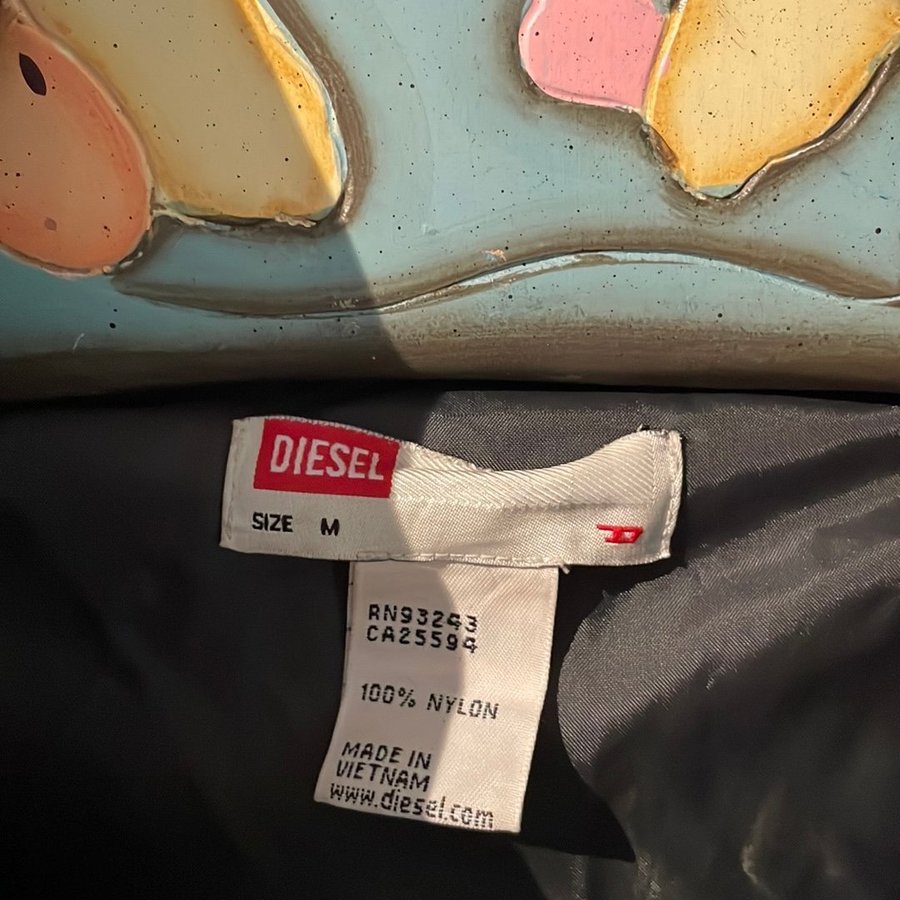 DIESEL
SIZE M
RN93243
CA25594
100% NYLON
MADE IN
VIETNAM
www.diesel.com